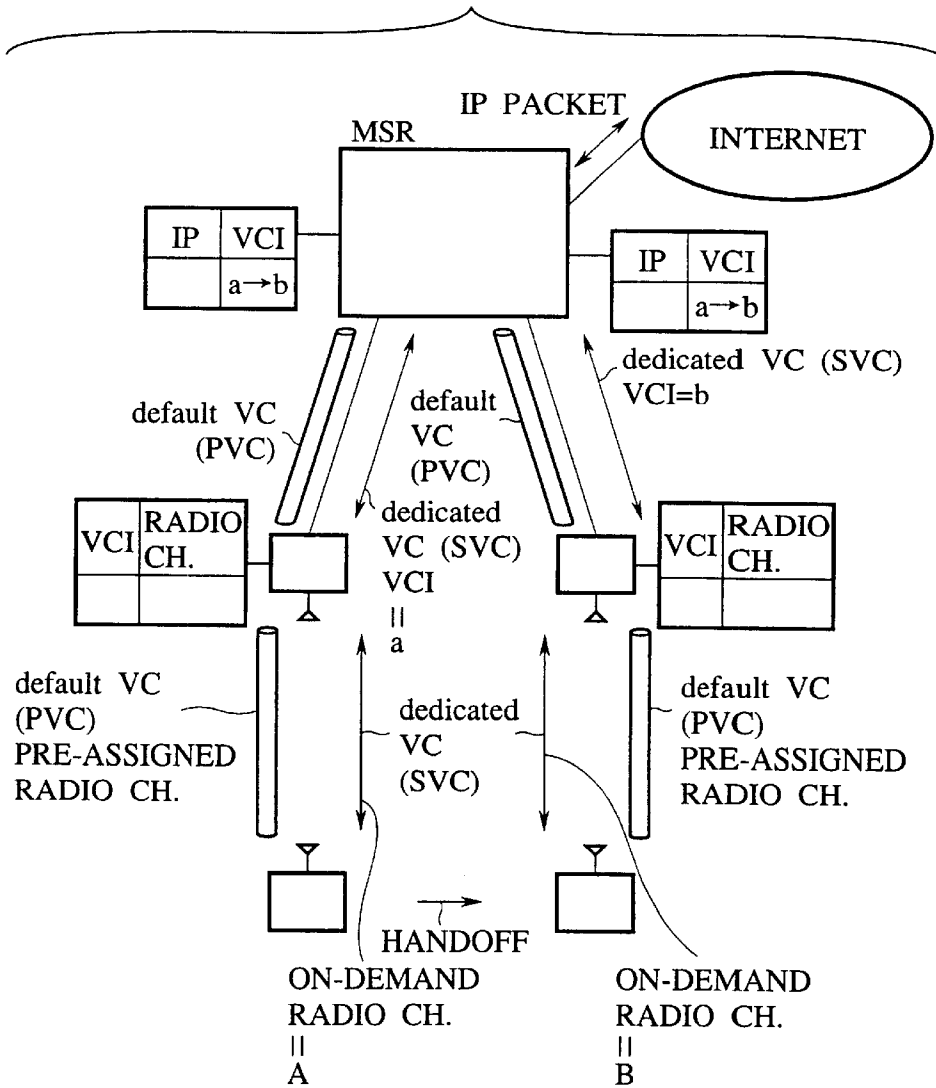 IP PACKET
MSR
INTERNET
IP VCI
a→b
IP VCI
a→b
dedicated VC (SVC)
VCI=b
default VC
(PVC)
default
VC
(PVC)
dedicated
VC (SVC)
VCI
=
a
VCI RADIO
CH.
VCI RADIO
CH.
default VC
(PVC)
PRE-ASSIGNED
RADIO CH.
dedicated
VC
(SVC)
default VC
(PVC)
PRE-ASSIGNED
RADIO CH.
HANDOFF
ON-DEMAND
RADIO CH.
=
A
ON-DEMAND
RADIO CH.
=
B